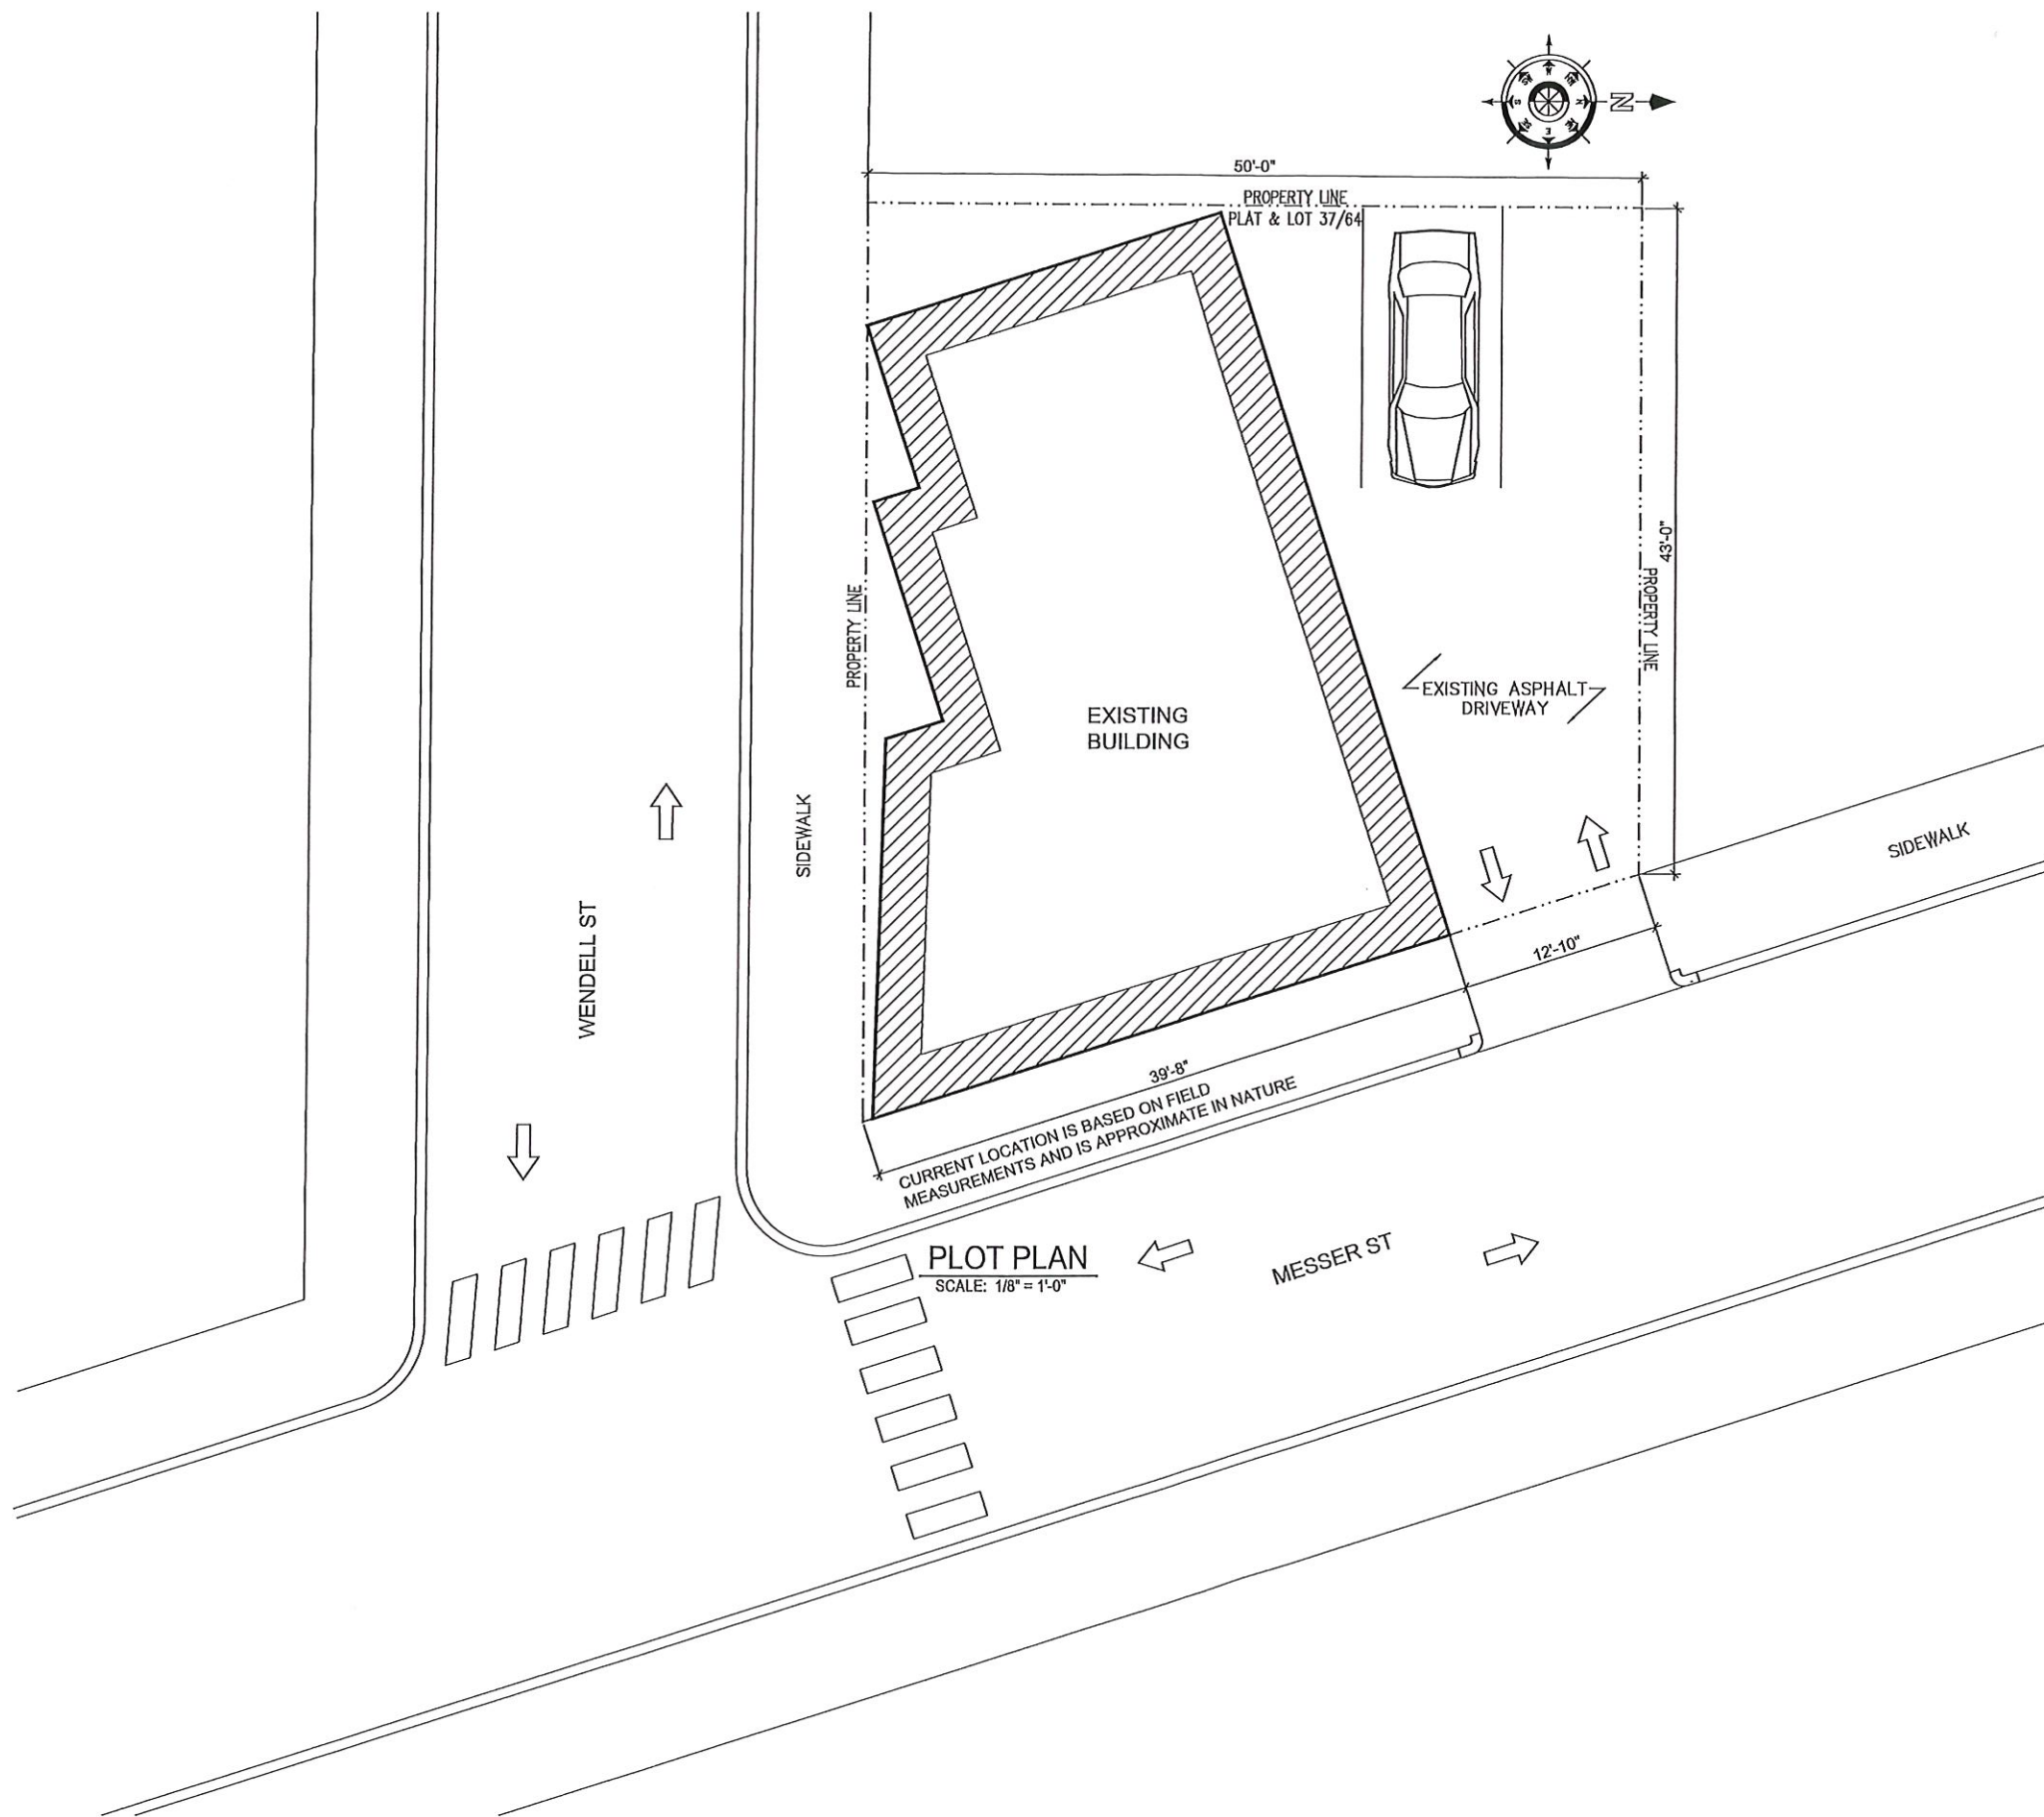 N
50'-0"
PROPERTY LINE
PLAT & LOT 37/64
43'-0"
PROPERTY LINE
PROPERTY LINE
EXISTING ASPHALT
DRIVEWAY
EXISTING
BUILDING
SIDEWALK
SIDEWALK
WENDELL ST
12'-10"
39'-8"
CURRENT LOCATION IS BASED ON FIELD
MEASUREMENTS AND IS APPROXIMATE IN NATURE
PLOT PLAN
SCALE: 1/8" = 1'-0"
MESSER ST